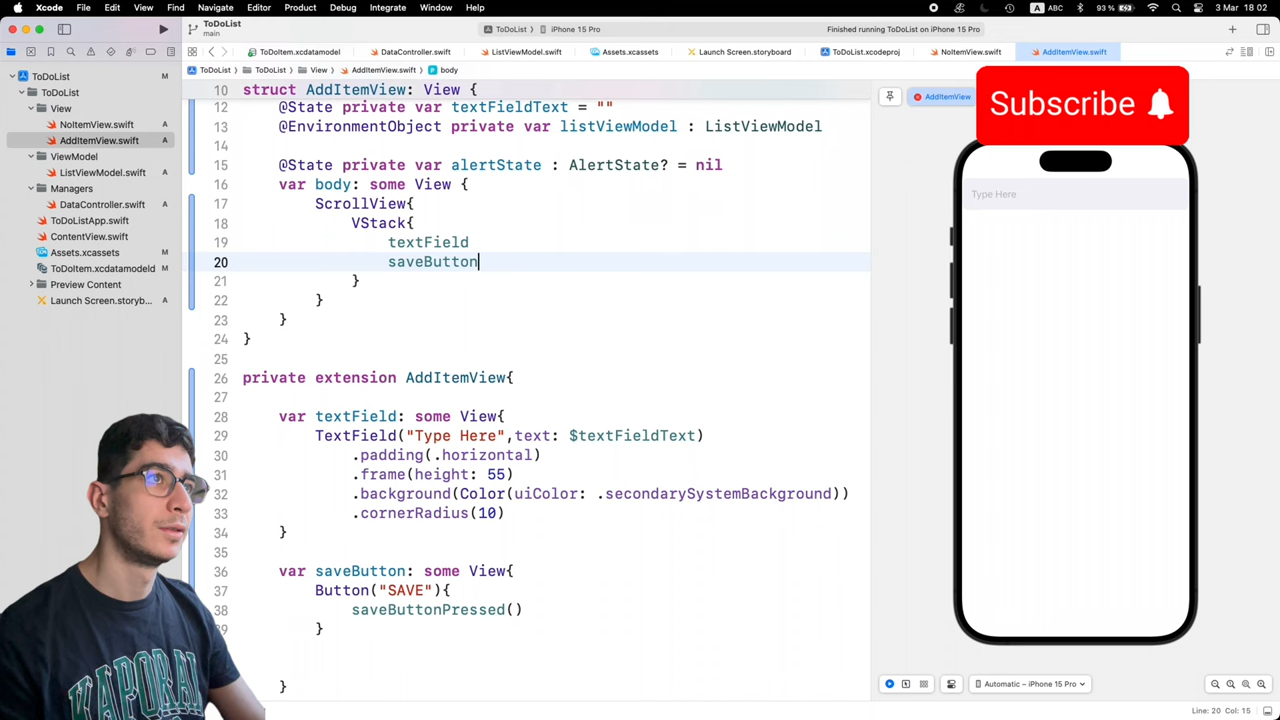 Xcode File Edit View Find Navigate Editor Product Debug Integrate Window Help A ABC 93 % 3 Mar 18 02
ToDoList
main
ToDoList iPhone 15 Pro
Finished running ToDoList on iPhone 15 Pro
ToDoItem.xcdatamodel DataController.swift ListViewModel.swift Assets.xcassets Launch Screen.storyboard ToDoList.xcodeproj NoItemView.swift AddItemView.swift
ToDoList ToDoList View AddItemView.swift body
ToDoList M
ToDoList
View
NoItemView.swift A
AddItemView.swift A
ViewModel
ListViewModel.swift A
Managers
DataController.swift A
ToDoListApp.swift A
ContentView.swift A
Assets.xcassets A
ToDoItem.xcdatamodeld A
Preview Content
Launch Screen.storyb... A
10 struct AddItemView: View {
12 @State private var textFieldText = ""
13 @EnvironmentObject private var listViewModel : ListViewModel
14
15 @State private var alertState : AlertState? = nil
16 var body: some View {
17 ScrollView{
18 VStack{
19 textField
20 saveButton
21 }
22 }
23 }
24 }
25
26 private extension AddItemView{
27
28 var textField: some View{
29 TextField("Type Here",text: $textFieldText)
30 .padding(.horizontal)
31 .frame(height: 55)
32 .background(Color(uiColor: .secondarySystemBackground))
33 .cornerRadius(10)
34 }
35
36 var saveButton: some View{
37 Button("SAVE"){
38 saveButtonPressed()
}
}
AddItemView
Subscribe
Type Here
Automatic – iPhone 15 Pro
Line: 20 Col: 15
KAPORAL